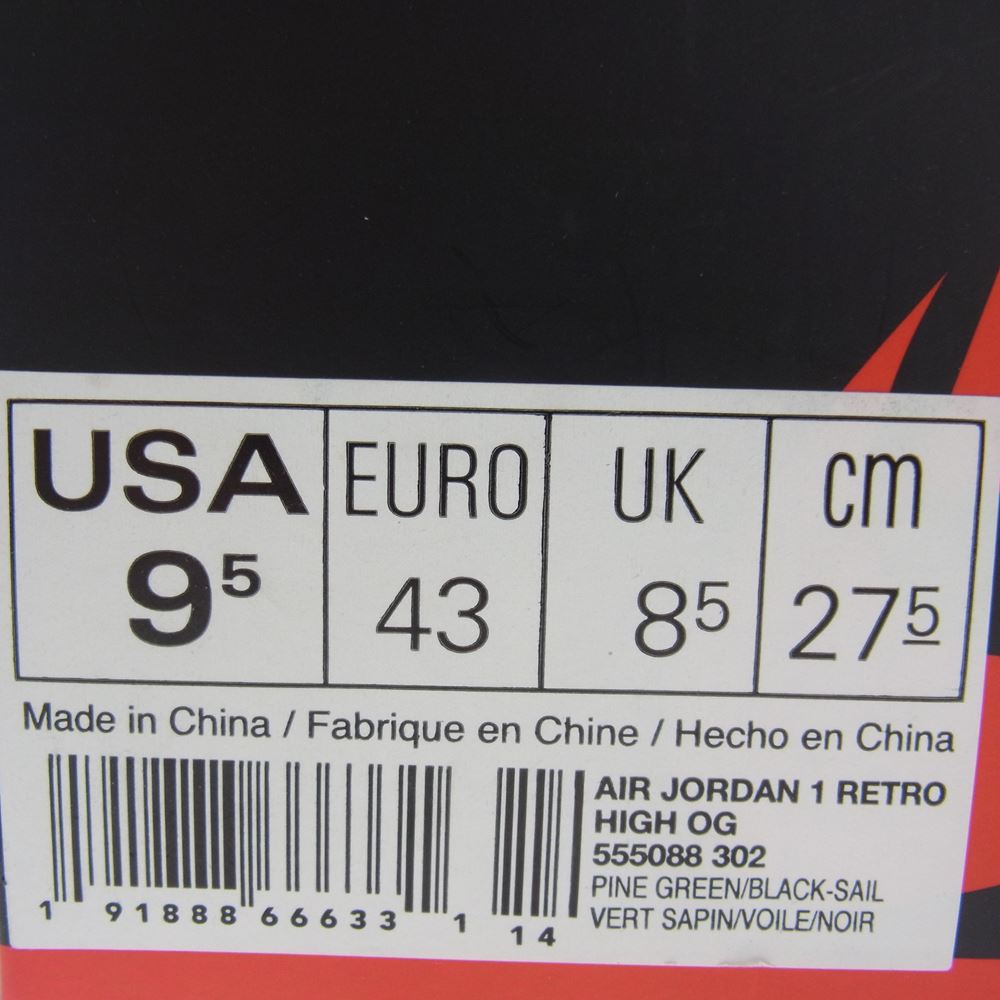 USA EURO UK cm
9⁵ 43 8⁵ 27⁵
Made in China / Fabrique en Chine / Hecho en China
AIR JORDAN 1 RETRO
HIGH OG
555088 302
PINE GREEN/BLACK-SAIL
VERT SAPIN/VOILE/NOIR
1 91888 66633 1 14